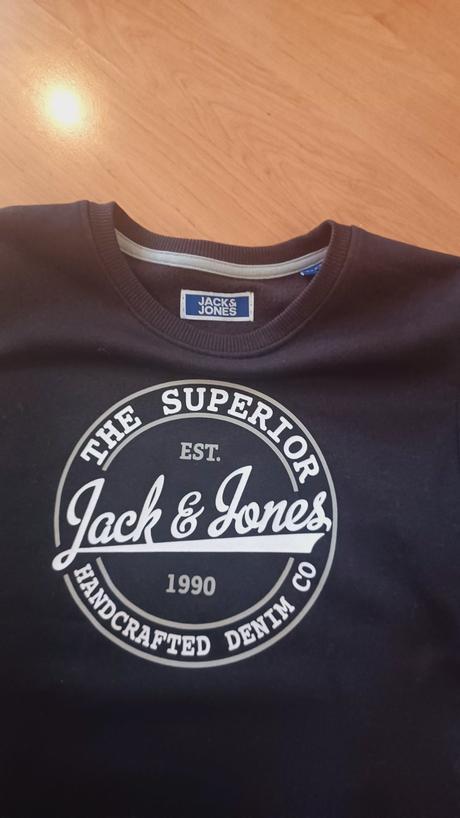 JACK&
JONES
THE SUPERIOR
EST.
Jack & Jones
1990
HANDCRAFTED DENIM CO